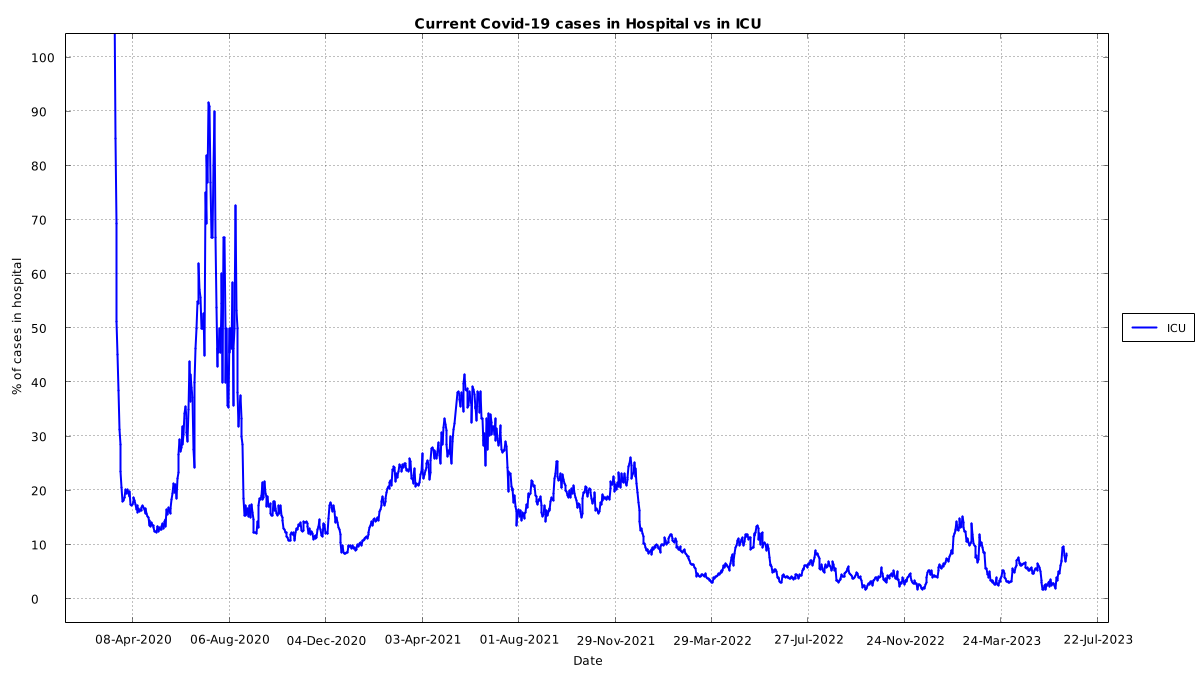 Current Covid-19 cases in Hospital vs in ICU
% of cases in hospital
100
90
80
70
60
50
40
30
20
10
0
ICU
08-Apr-2020
06-Aug-2020
04-Dec-2020
03-Apr-2021
01-Aug-2021
29-Nov-2021
29-Mar-2022
27-Jul-2022
24-Nov-2022
24-Mar-2023
22-Jul-2023
Date